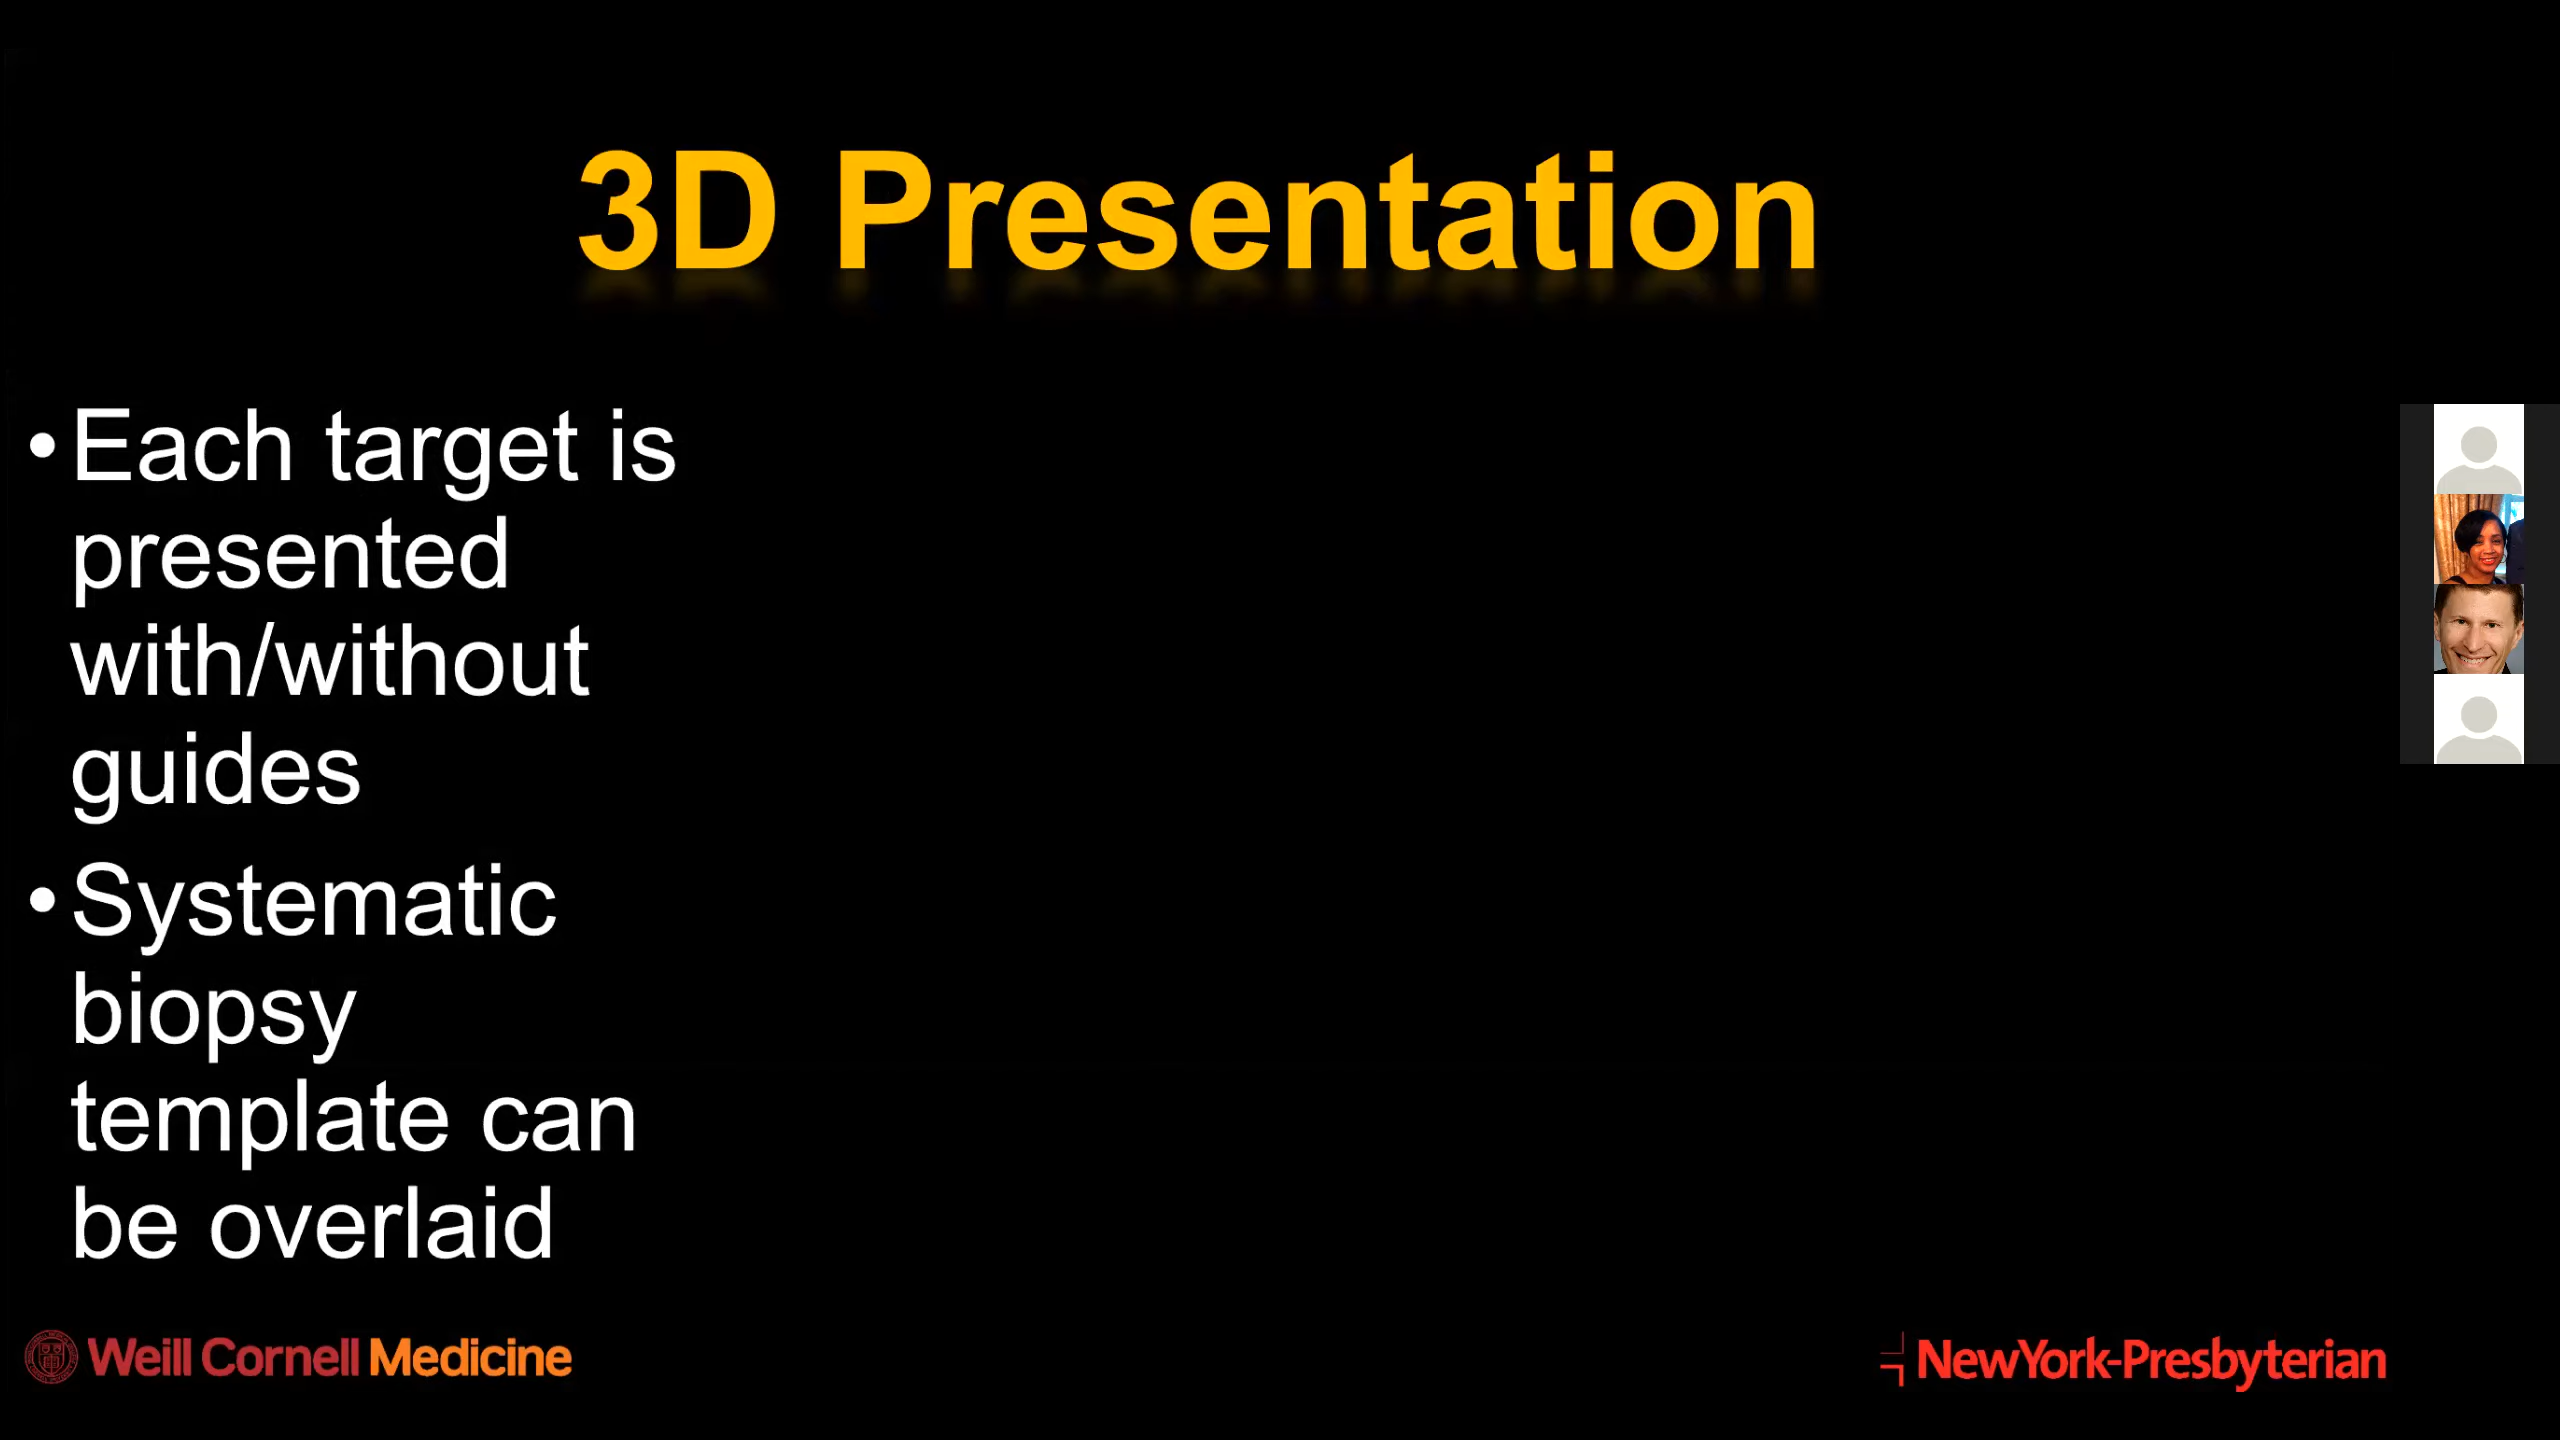 3D Presentation
•Each target is
presented
with/without
guides
•Systematic
biopsy
template can
be overlaid
Weill Cornell Medicine
NewYork-Presbyterian